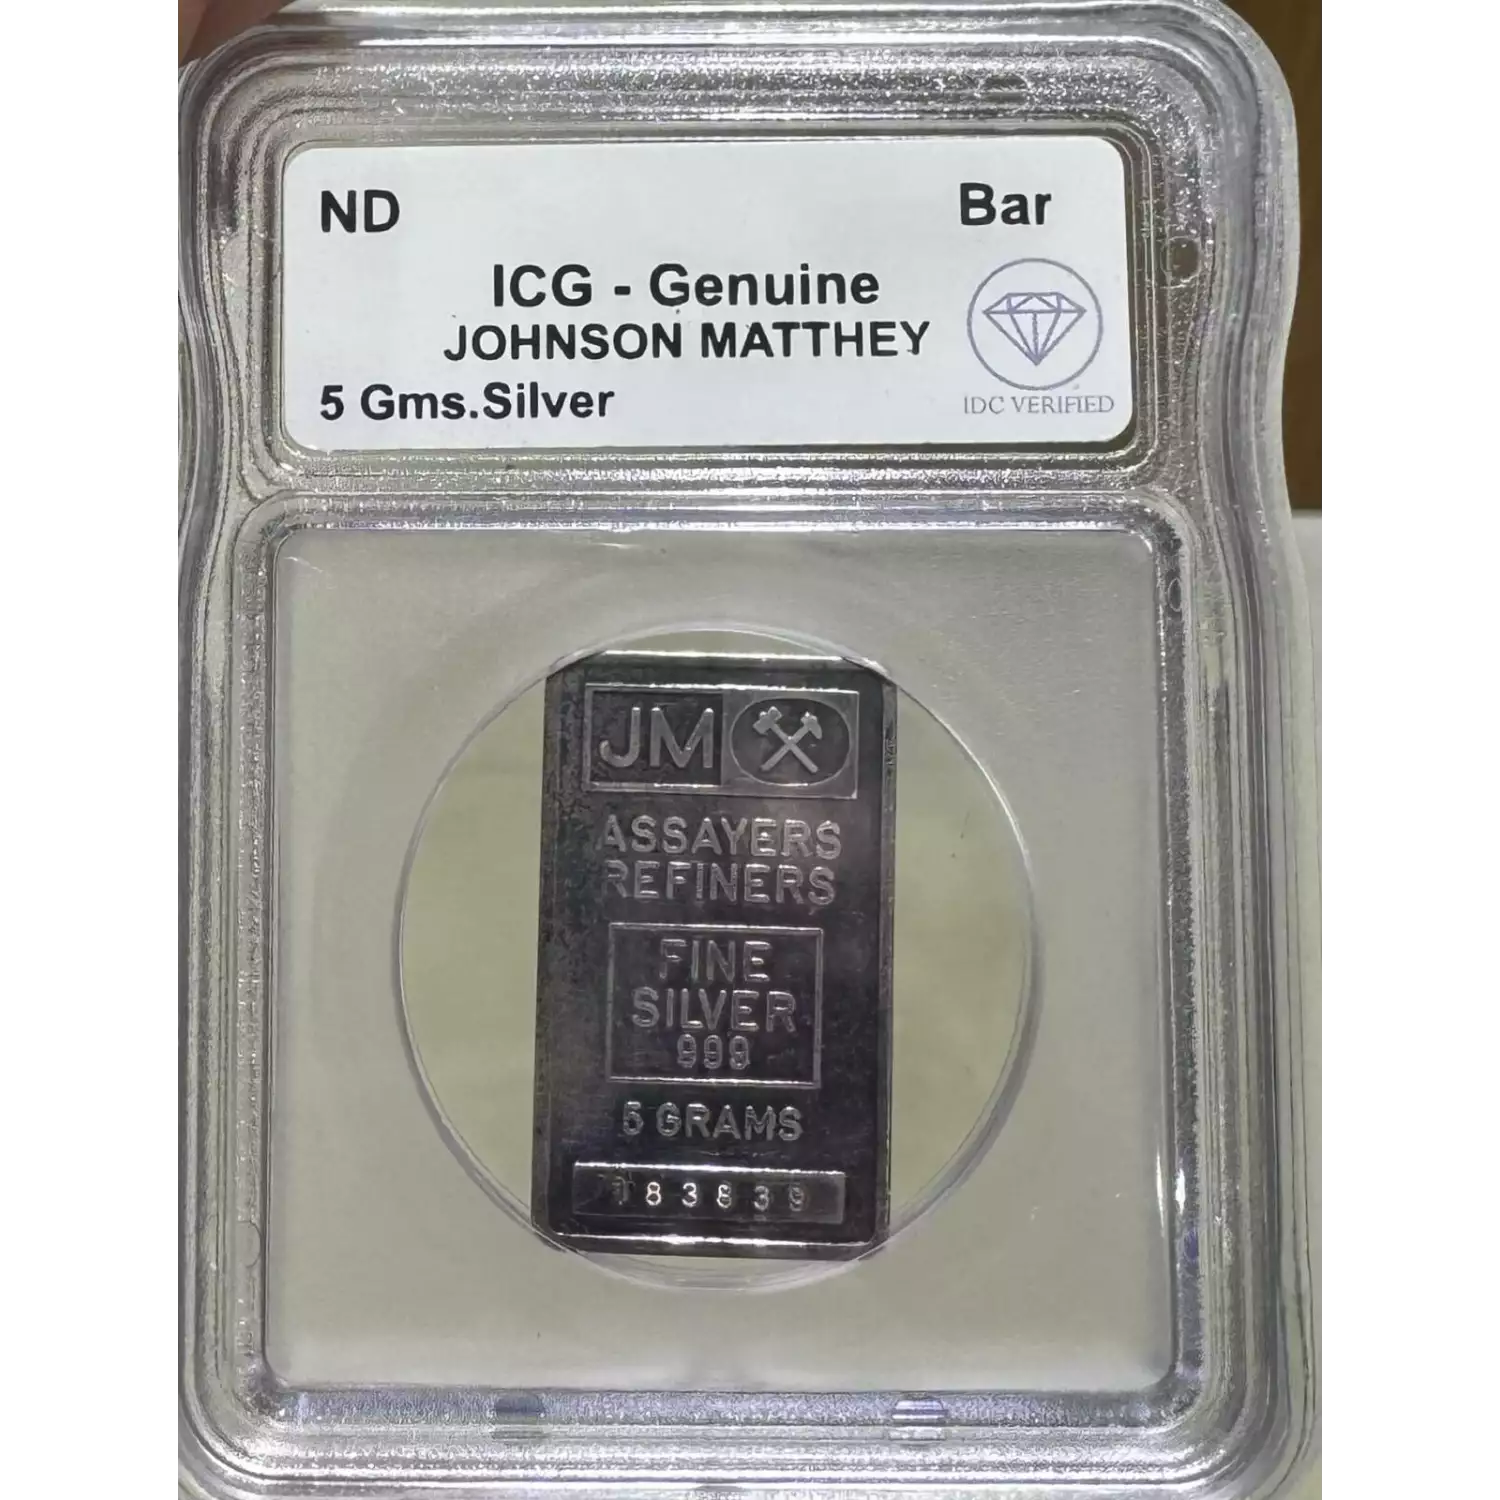 ND Bar
ICG - Genuine
JOHNSON MATTHEY
5 Gms.Silver
IDC VERIFIED
JM
ASSAYERS
REFINERS
FINE
SILVER
999
5 GRAMS
183839